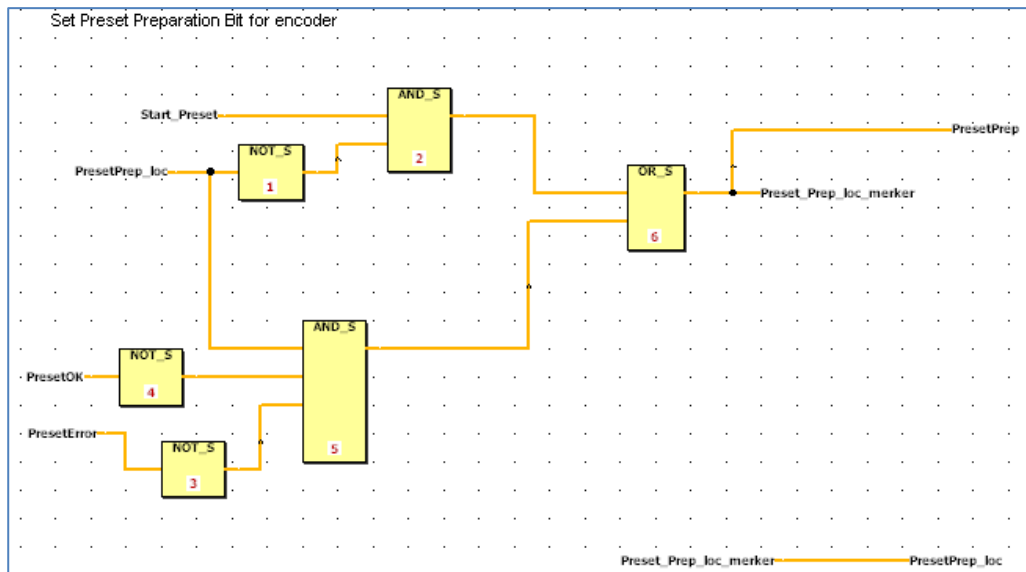 Set Preset Preparation Bit for encoder
AND_S
Start_Preset
2
NOT_S
PresetPrep_loc
1
PresetPrep
OR_S
Preset_Prep_loc_merker
6
AND_S
NOT_S
PresetOK
4
PresetError
NOT_S
5
3
Preset_Prep_loc_merker
PresetPrep_loc